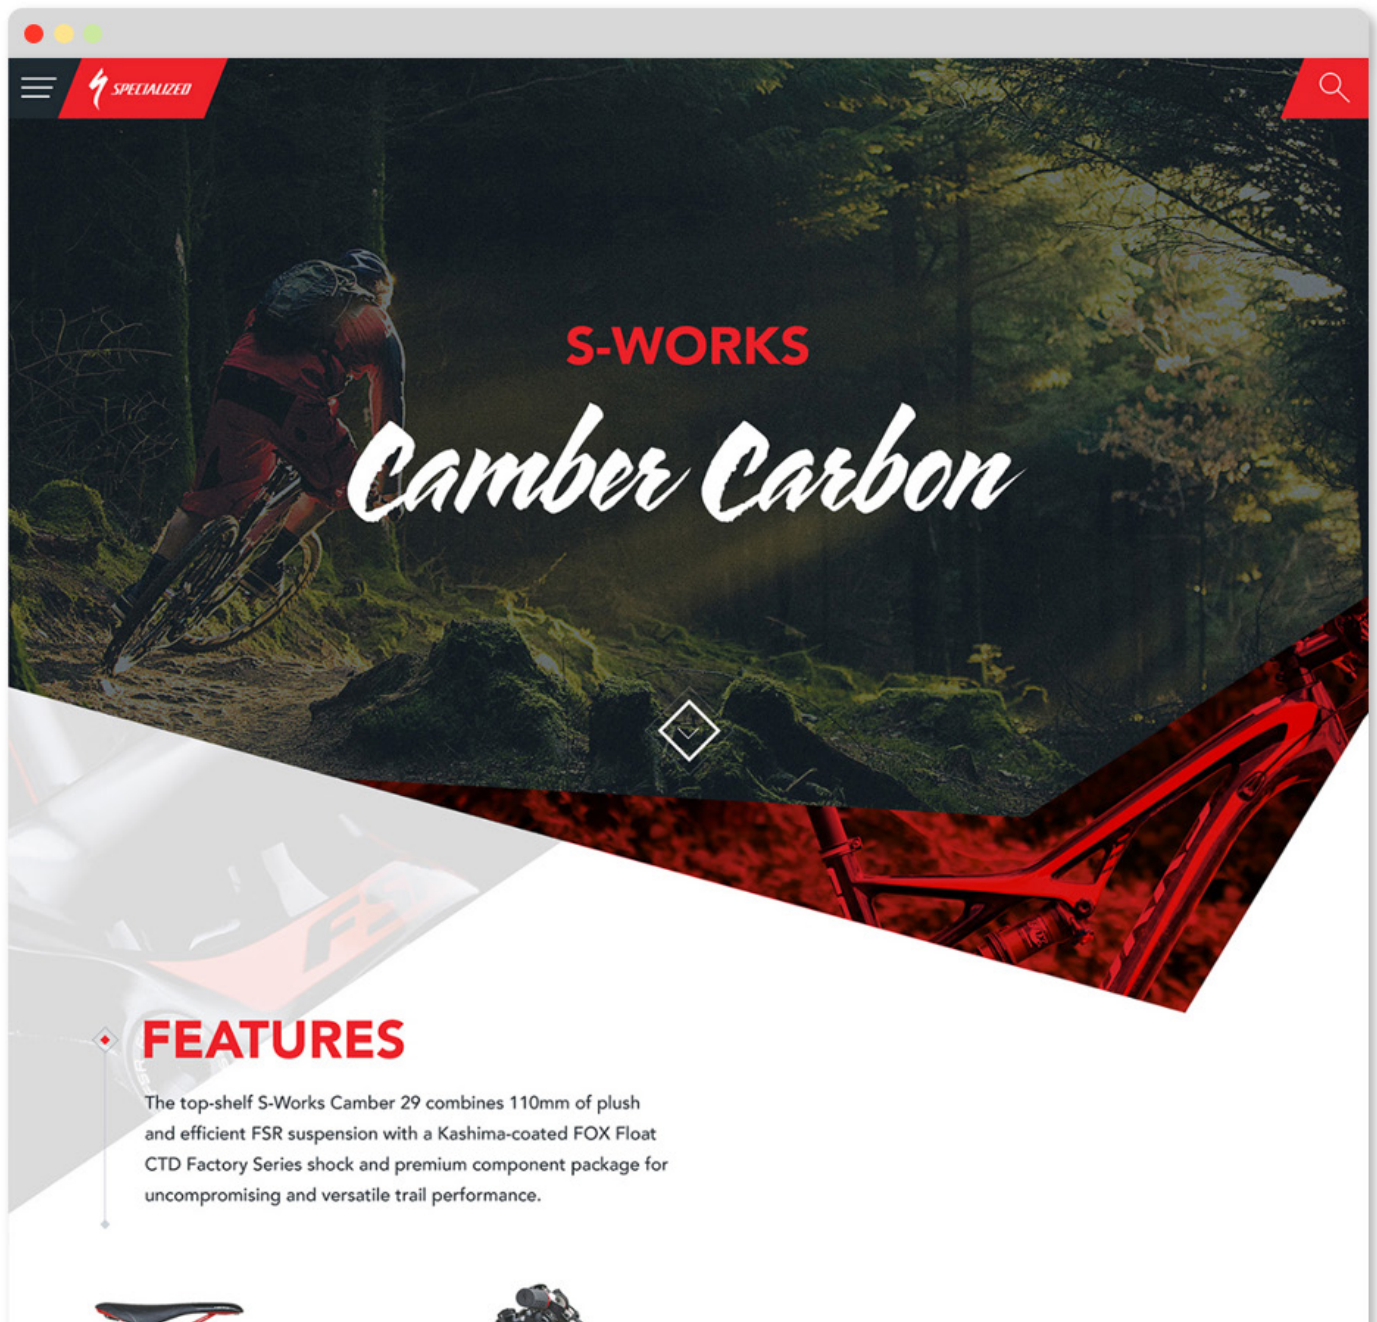 SPECIALIZED
S-WORKS
Camber Carbon
FS
FEATURES
The top-shelf S-Works Camber 29 combines 110mm of plush
and efficient FSR suspension with a Kashima-coated FOX Float
CTD Factory Series shock and premium component package for
uncompromising and versatile trail performance.